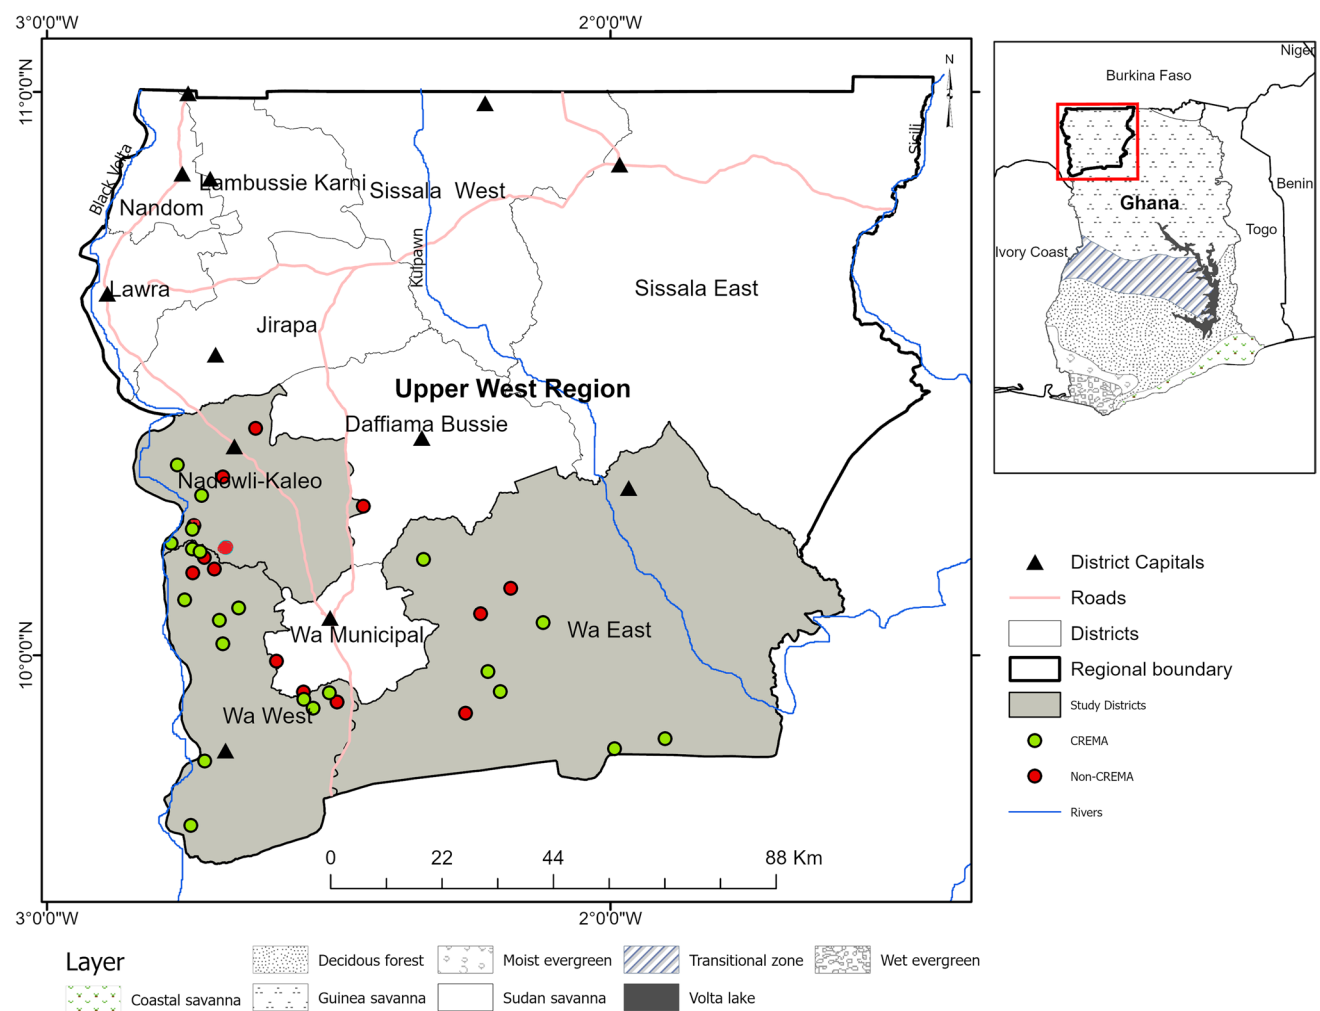 3°0'0"W
2°0'0"W
11°0'0"N
N
Black Volta
Lambussie Karni
Sissala West
Nandom
Sisili
Kulpawn
Lawra
Sissala East
Jirapa
Upper West Region
Daffiama Bussie
Nadowli-Kaleo
10°0'0"N
Wa Municipal
Wa East
Wa West
0 22 44 88 Km
3°0'0"W
2°0'0"W
Niger
Burkina Faso
Benin
Ghana
Togo
Ivory Coast
District Capitals
Roads
Districts
Regional boundary
Study Districts
CREMA
Non-CREMA
Rivers
Layer
Decidous forest
Moist evergreen
Transitional zone
Wet evergreen
Coastal savanna
Guinea savanna
Sudan savanna
Volta lake